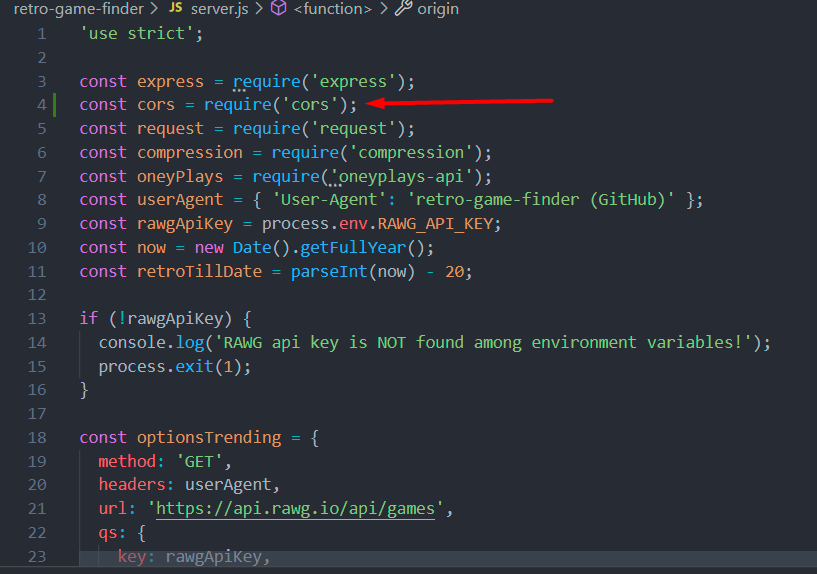 retro-game-finder > JS server.js > <function> > origin
1 'use strict';
2
3 const express = require('express');
4 const cors = require('cors');
5 const request = require('request');
6 const compression = require('compression');
7 const oneyPlays = require('oneyplays-api');
8 const userAgent = { 'User-Agent': 'retro-game-finder (GitHub)' };
9 const rawgApiKey = process.env.RAWG_API_KEY;
10 const now = new Date().getFullYear();
11 const retroTillDate = parseInt(now) - 20;
12
13 if (!rawgApiKey) {
14 console.log('RAWG api key is NOT found among environment variables!');
15 process.exit(1);
16 }
17
18 const optionsTrending = {
19 method: 'GET',
20 headers: userAgent,
21 url: 'https://api.rawg.io/api/games',
22 qs: {
23 key: rawgApiKey,